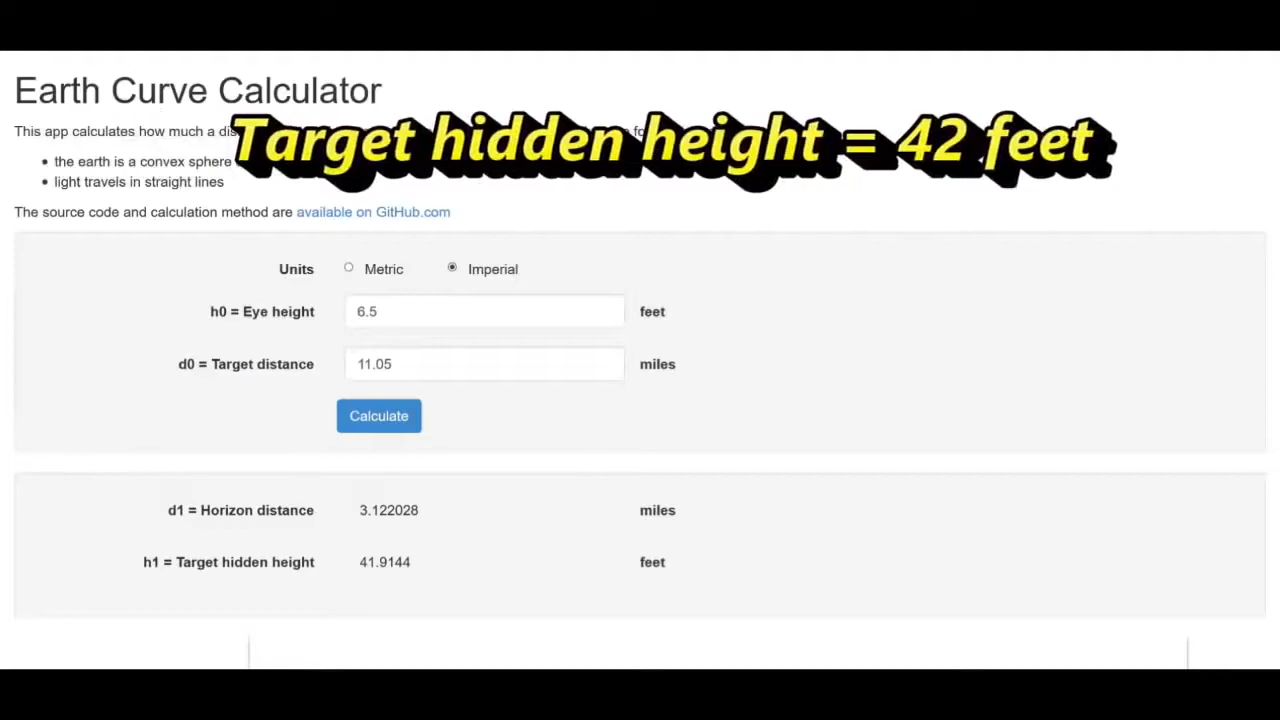 Earth Curve Calculator
Target hidden height = 42 feet
This app calculates how much a dis
the earth is a convex sphere
light travels in straight lines
The source code and calculation method are available on GitHub.com
Units Metric Imperial
h0 = Eye height 6.5 feet
d0 = Target distance 11.05 miles
Calculate
d1 = Horizon distance 3.122028 miles
h1 = Target hidden height 41.9144 feet